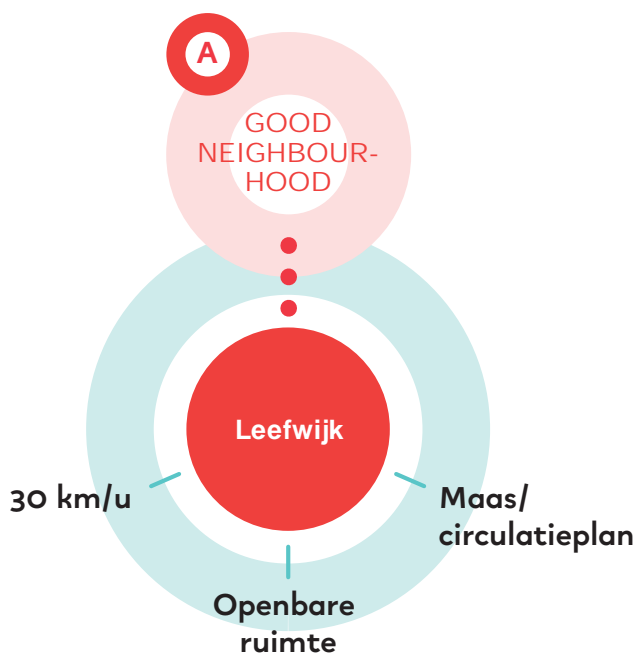 A
GOOD
NEIGHBOUR-
HOOD
Leefwijk
30 km/u
Maas/
circulatieplan
Openbare
ruimte